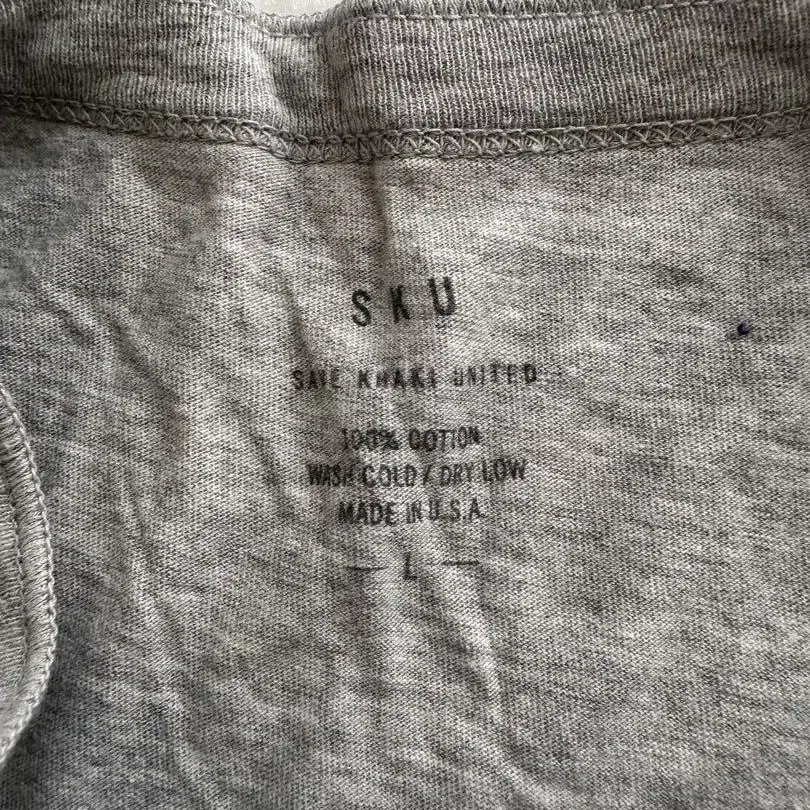 SKU
SAVE KHAKI UNITED
100% COTTON
WASH COLD / DRY LOW
MADE IN U.S.A.
— L —